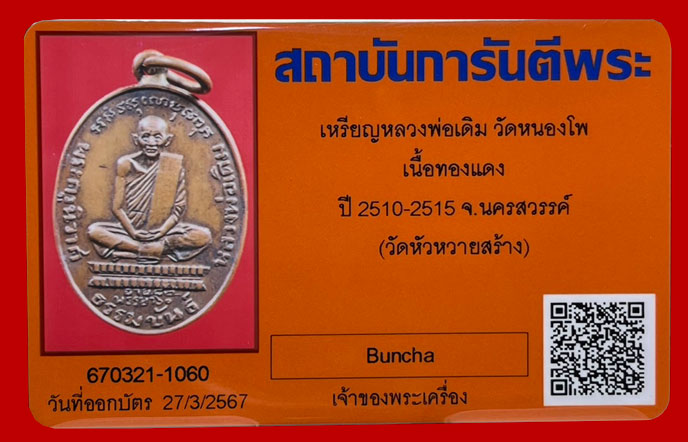 สถาบันการันตีพระ
เหรียญหลวงพ่อเดิม วัดหนองโพ
เนื้อทองแดง
ปี 2510-2515 จ.นครสวรรค์
(วัดหัวหวายสร้าง)
Buncha
เจ้าของพระเครื่อง
670321-1060
วันที่ออกบัตร 27/3/2567